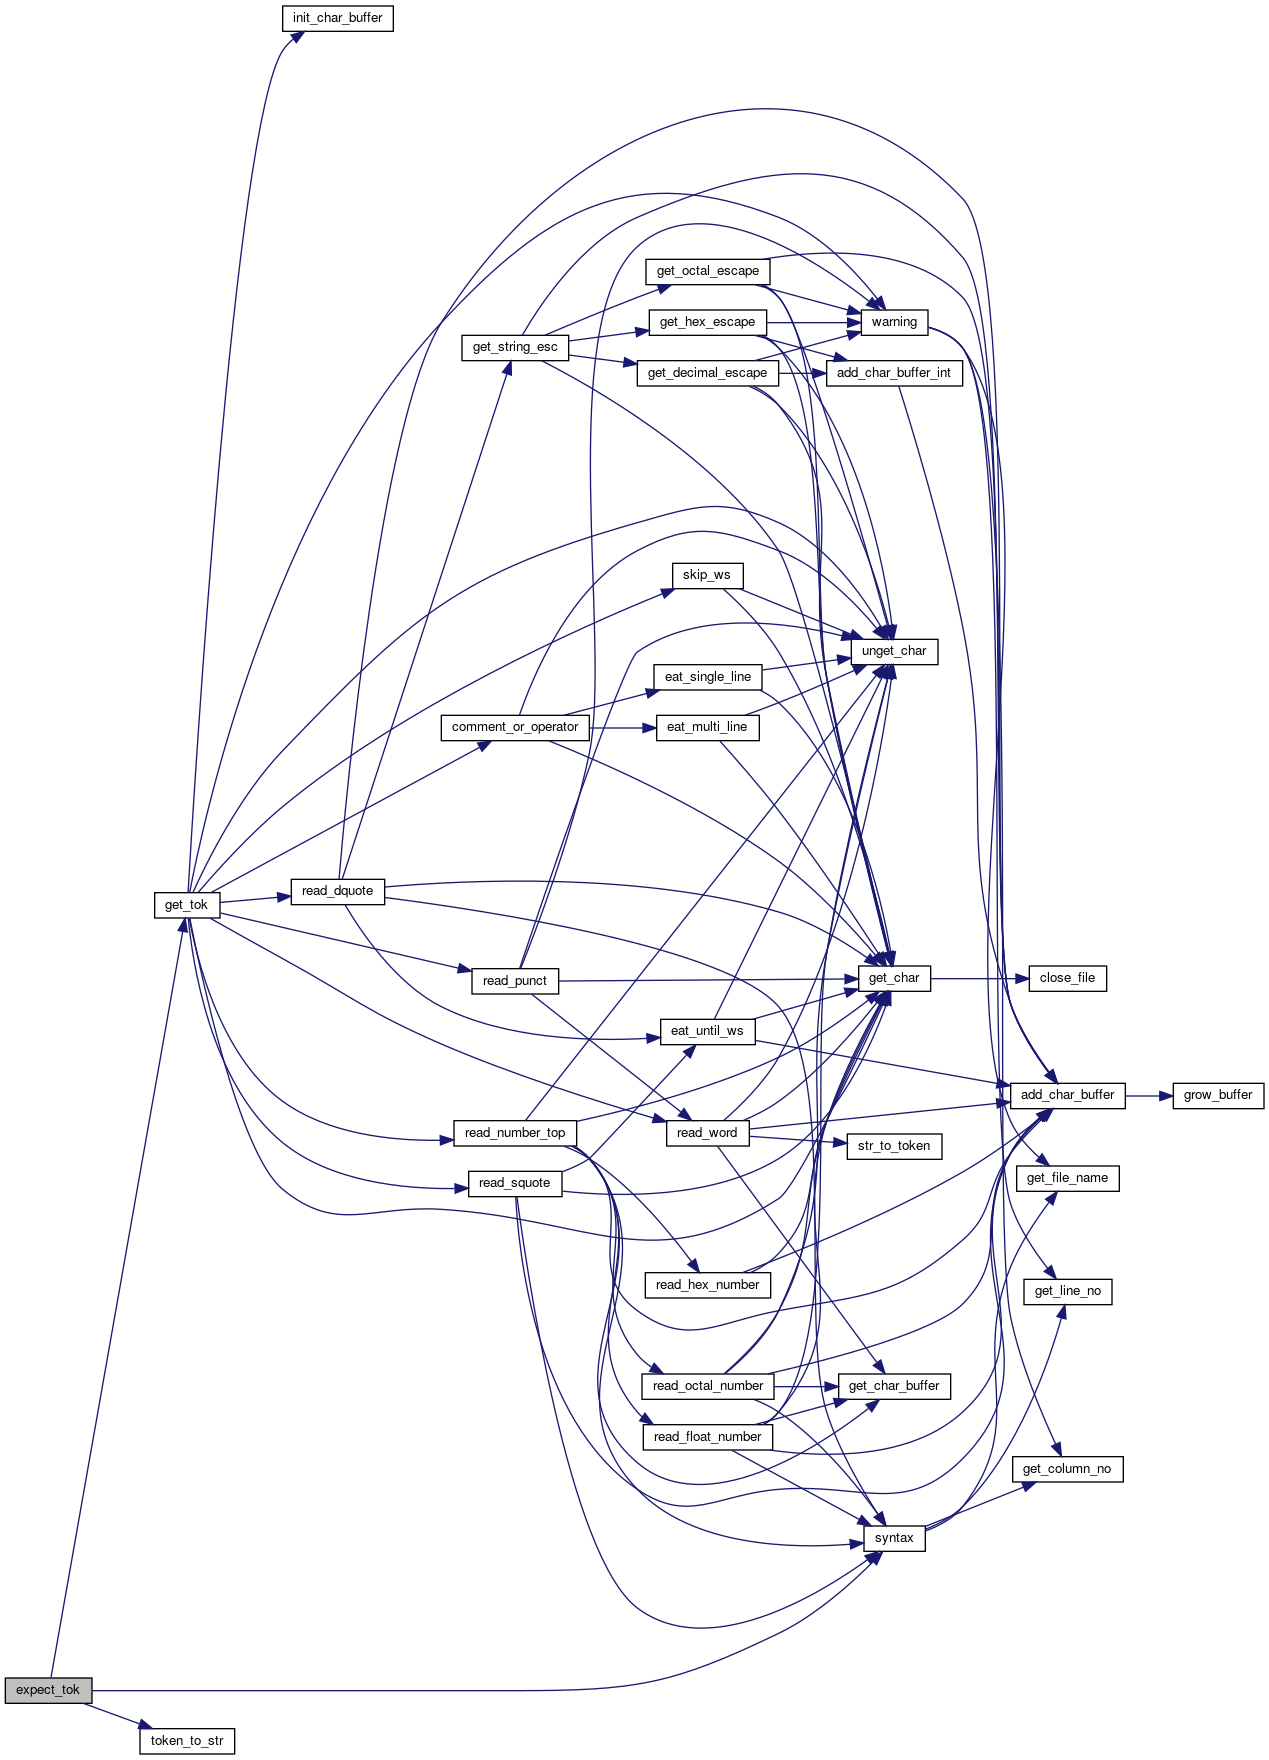 init_char_buffer
get_octal_escape
get_hex_escape
warning
get_string_esc
get_decimal_escape
add_char_buffer_int
skip_ws
unget_char
eat_single_line
comment_or_operator
eat_multi_line
get_tok
read_dquote
read_punct
get_char
close_file
eat_until_ws
add_char_buffer
grow_buffer
read_number_top
read_word
str_to_token
read_squote
get_file_name
read_hex_number
get_line_no
read_octal_number
get_char_buffer
read_float_number
get_column_no
syntax
expect_tok
token_to_str